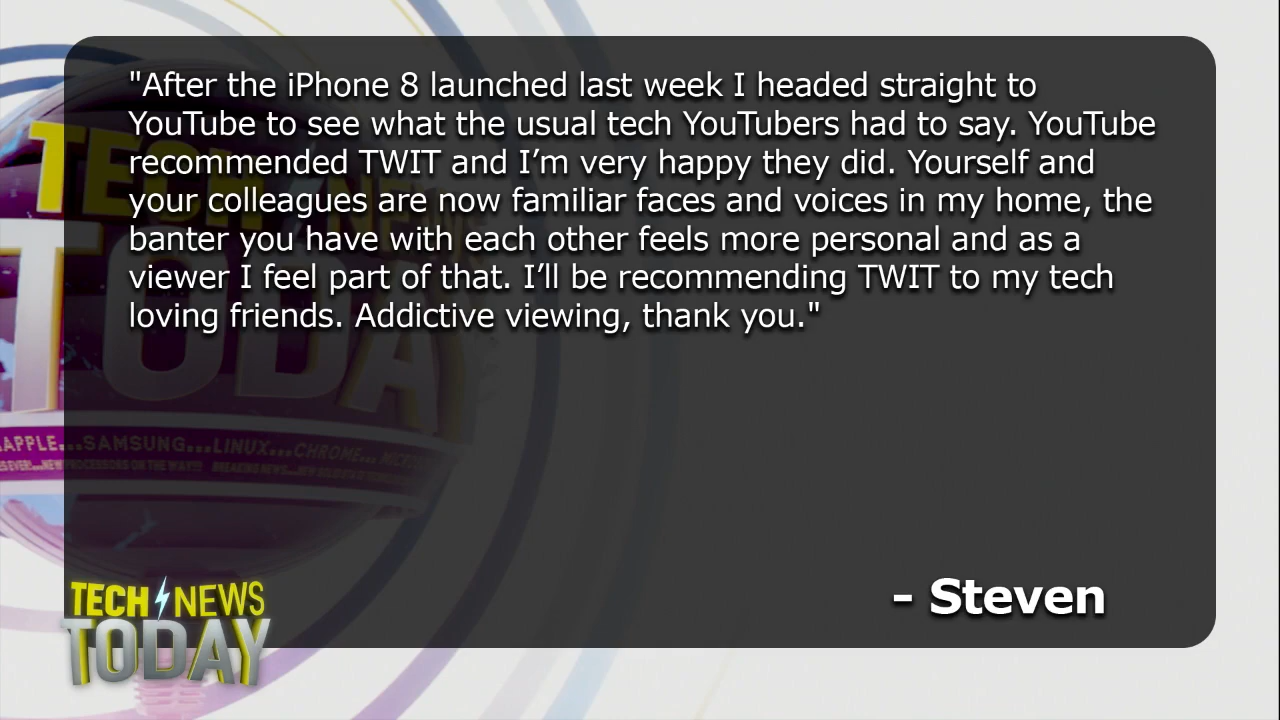 "After the iPhone 8 launched last week I headed straight to
YouTube to see what the usual tech YouTubers had to say. YouTube
recommended TWIT and I’m very happy they did. Yourself and
your colleagues are now familiar faces and voices in my home, the
banter you have with each other feels more personal and as a
viewer I feel part of that. I’ll be recommending TWIT to my tech
loving friends. Addictive viewing, thank you."
TECH NEWS
TODAY
APPLE...SAMSUNG...LINUX...CHROME...
- Steven
TECH NEWS
TODAY